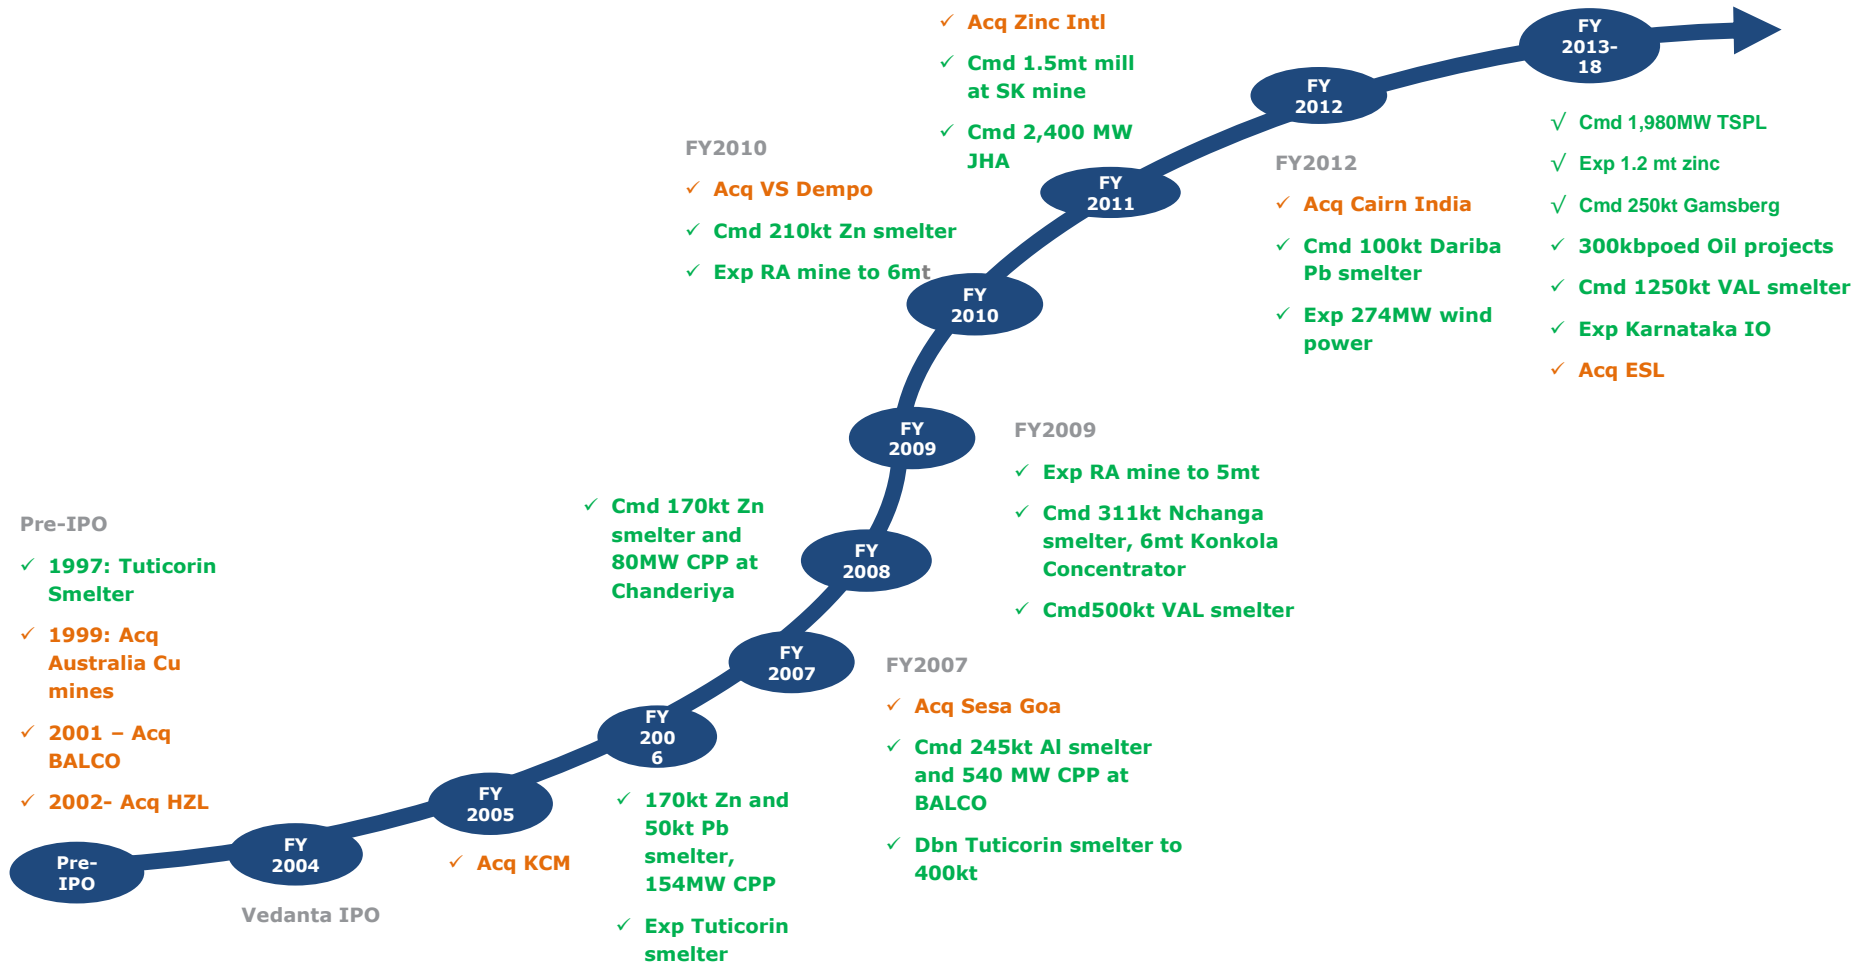 Pre-IPO
✓ 1997: Tuticorin
Smelter
✓ 1999: Acq
Australia Cu
mines
✓ 2001 – Acq
BALCO
✓ 2002- Acq HZL
Pre-
IPO
FY
2004
Vedanta IPO
FY
2005
✓ Acq KCM
FY
200
6
✓ 170kt Zn and
50kt Pb
smelter,
154MW CPP
✓ Exp Tuticorin
smelter
FY
2007
FY2007
✓ Acq Sesa Goa
✓ Cmd 245kt Al smelter
and 540 MW CPP at
BALCO
✓ Dbn Tuticorin smelter to
400kt
✓ Cmd 170kt Zn
smelter and
80MW CPP at
Chanderiya
FY
2008
FY
2009
FY2009
✓ Exp RA mine to 5mt
✓ Cmd 311kt Nchanga
smelter, 6mt Konkola
Concentrator
✓ Cmd500kt VAL smelter
FY2010
✓ Acq VS Dempo
✓ Cmd 210kt Zn smelter
✓ Exp RA mine to 6mt
FY
2010
✓ Acq Zinc Intl
✓ Cmd 1.5mt mill
at SK mine
✓ Cmd 2,400 MW
JHA
FY
2011
FY
2012
FY2012
✓ Acq Cairn India
✓ Cmd 100kt Dariba
Pb smelter
✓ Exp 274MW wind
power
FY
2013-
18
√ Cmd 1,980MW TSPL
√ Exp 1.2 mt zinc
√ Cmd 250kt Gamsberg
✓ 300kbpoed Oil projects
✓ Cmd 1250kt VAL smelter
✓ Exp Karnataka IO
✓ Acq ESL